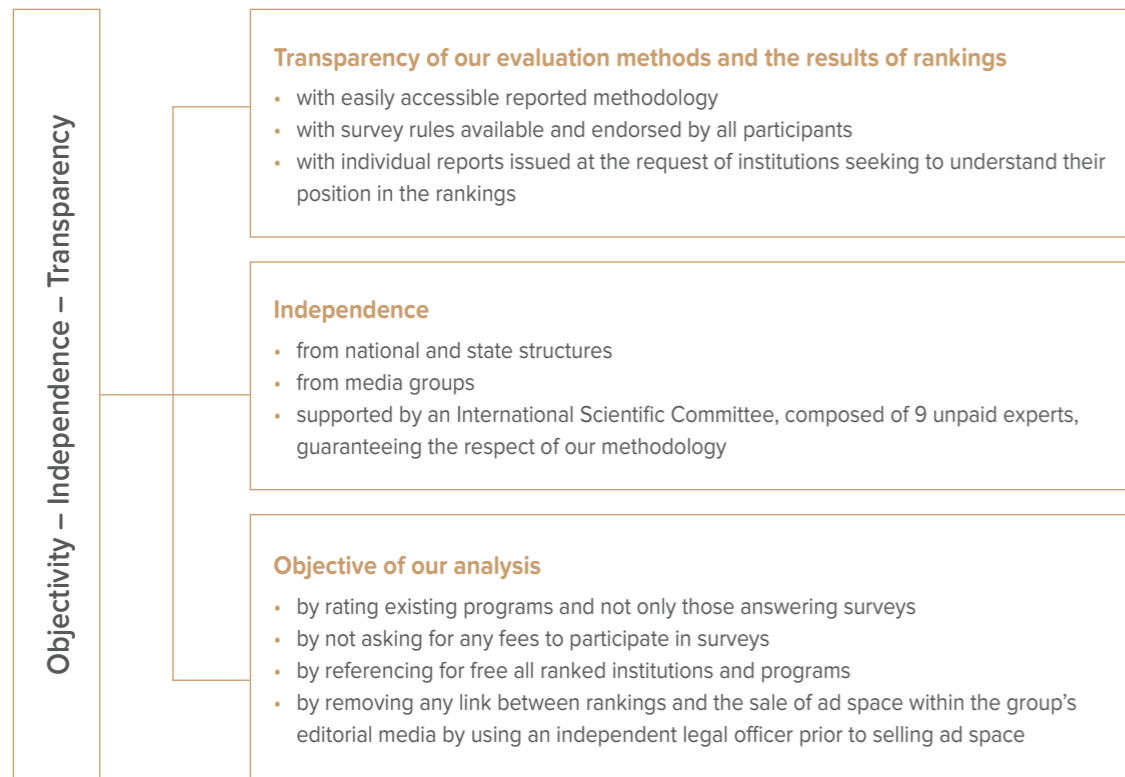 Objectivity – Independence – Transparency
Transparency of our evaluation methods and the results of rankings
• with easily accessible reported methodology
• with survey rules available and endorsed by all participants
• with individual reports issued at the request of institutions seeking to understand their
position in the rankings
Independence
• from national and state structures
• from media groups
• supported by an International Scientific Committee, composed of 9 unpaid experts,
guaranteeing the respect of our methodology
Objective of our analysis
• by rating existing programs and not only those answering surveys
• by not asking for any fees to participate in surveys
• by referencing for free all ranked institutions and programs
• by removing any link between rankings and the sale of ad space within the group's
editorial media by using an independent legal officer prior to selling ad space